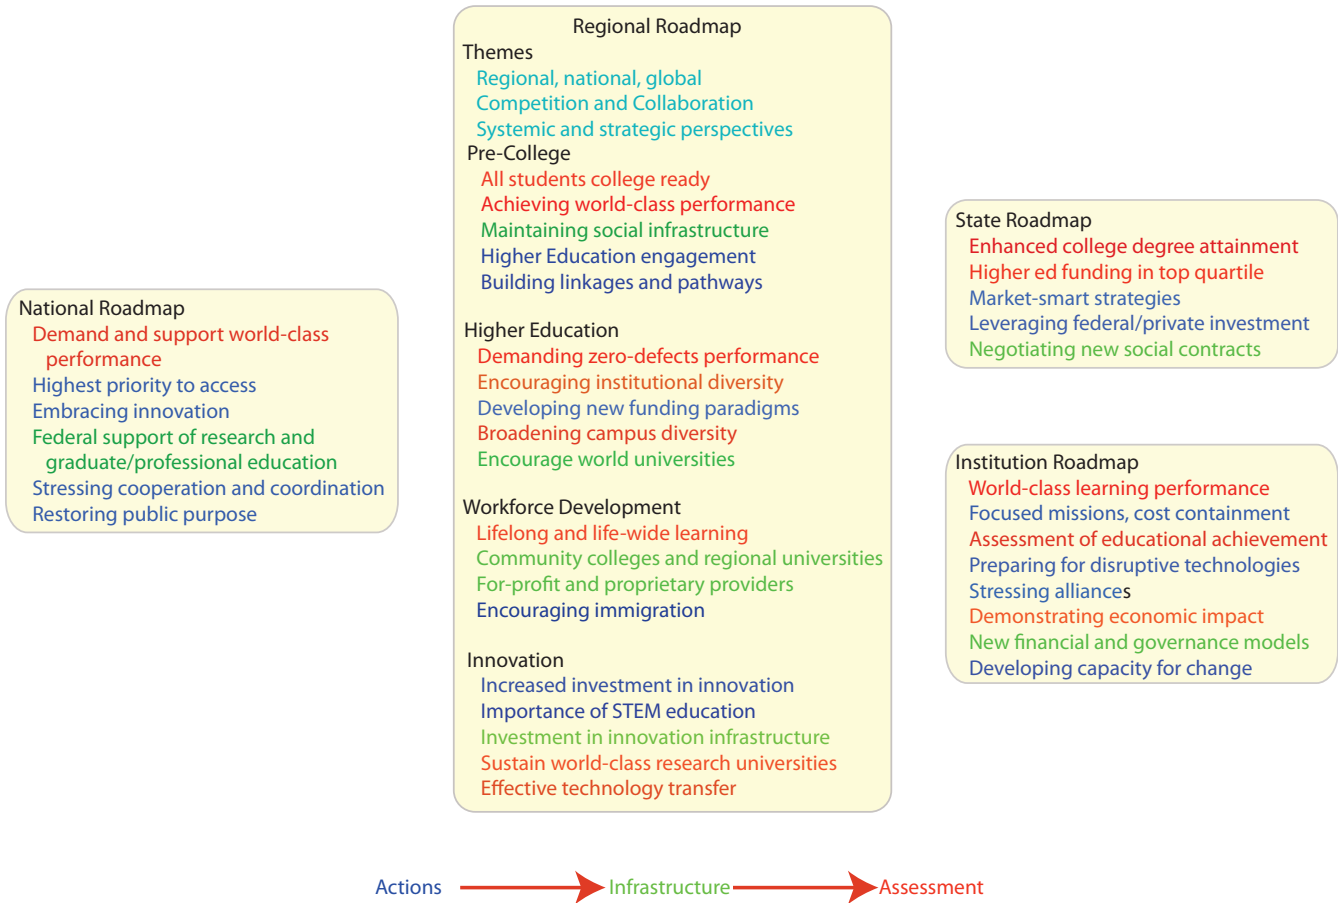 National Roadmap
Demand and support world-class
performance
Highest priority to access
Embracing innovation
Federal support of research and
graduate/professional education
Stressing cooperation and coordination
Restoring public purpose
Regional Roadmap
Themes
Regional, national, global
Competition and Collaboration
Systemic and strategic perspectives
Pre-College
All students college ready
Achieving world-class performance
Maintaining social infrastructure
Higher Education engagement
Building linkages and pathways
Higher Education
Demanding zero-defects performance
Encouraging institutional diversity
Developing new funding paradigms
Broadening campus diversity
Encourage world universities
Workforce Development
Lifelong and life-wide learning
Community colleges and regional universities
For-profit and proprietary providers
Encouraging immigration
Innovation
Increased investment in innovation
Importance of STEM education
Investment in innovation infrastructure
Sustain world-class research universities
Effective technology transfer
State Roadmap
Enhanced college degree attainment
Higher ed funding in top quartile
Market-smart strategies
Leveraging federal/private investment
Negotiating new social contracts
Institution Roadmap
World-class learning performance
Focused missions, cost containment
Assessment of educational achievement
Preparing for disruptive technologies
Stressing alliances
Demonstrating economic impact
New financial and governance models
Developing capacity for change
Actions Infrastructure Assessment